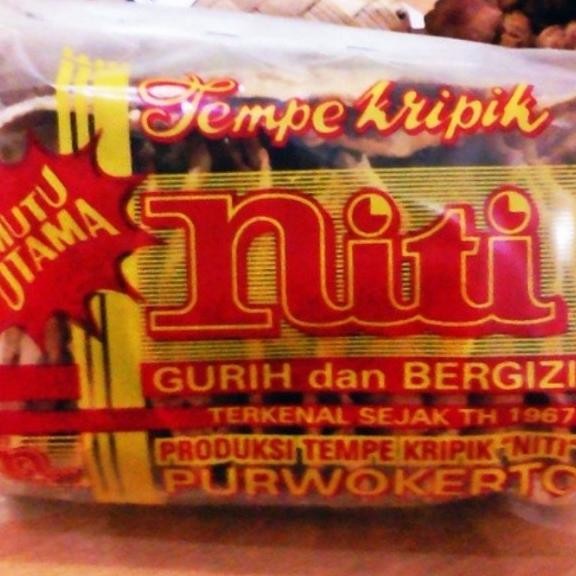 Tempe kripik
MUTU
UTAMA
niti
GURIH dan BERGIZI
TERKENAL SEJAK TH 1967
PRODUKSI TEMPE KRIPIK "NITI"
PURWOKERTO